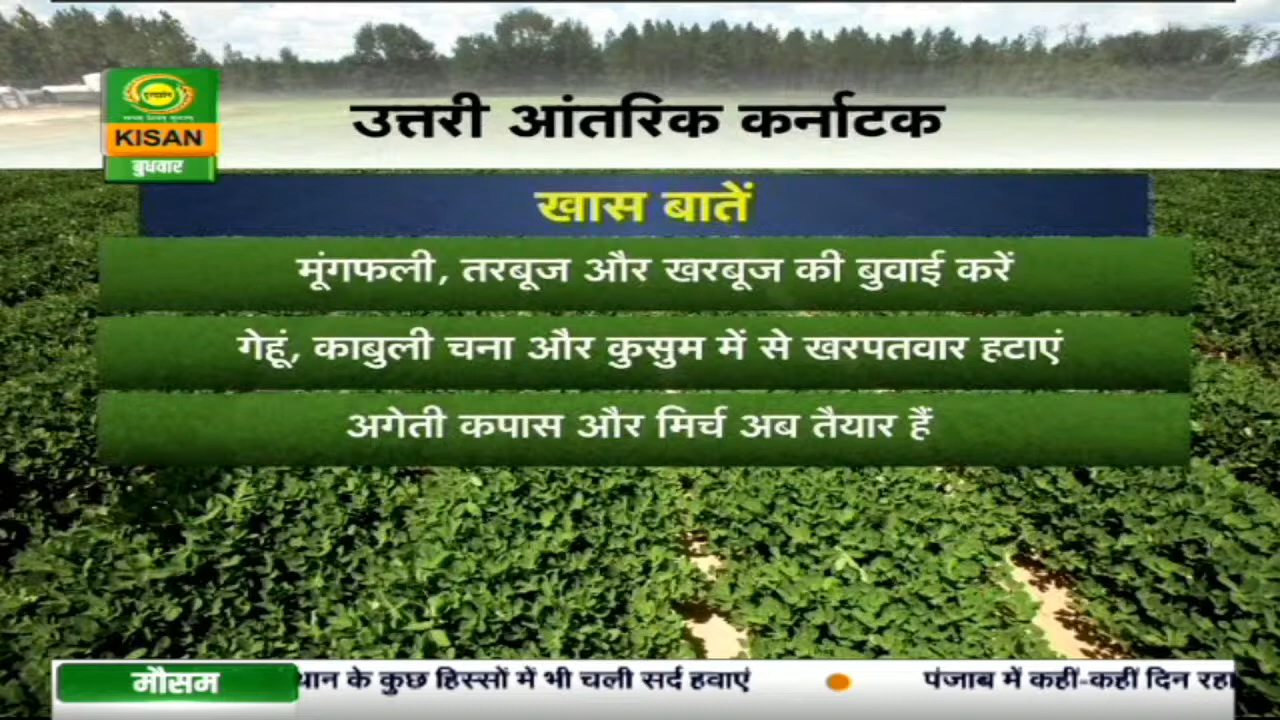 उत्तरी आंतरिक कर्नाटक
KISAN
बुधवार
खास बातें
मूंगफली, तरबूज और खरबूज की बुवाई करें
गेहूं, काबुली चना और कुसुम में से खरपतवार हटाएं
अगेती कपास और मिर्च अब तैयार हैं
मौसम
के कुछ हिस्सों में भी चली सर्द हवाएं
पंजाब में कहीं-कहीं दिन